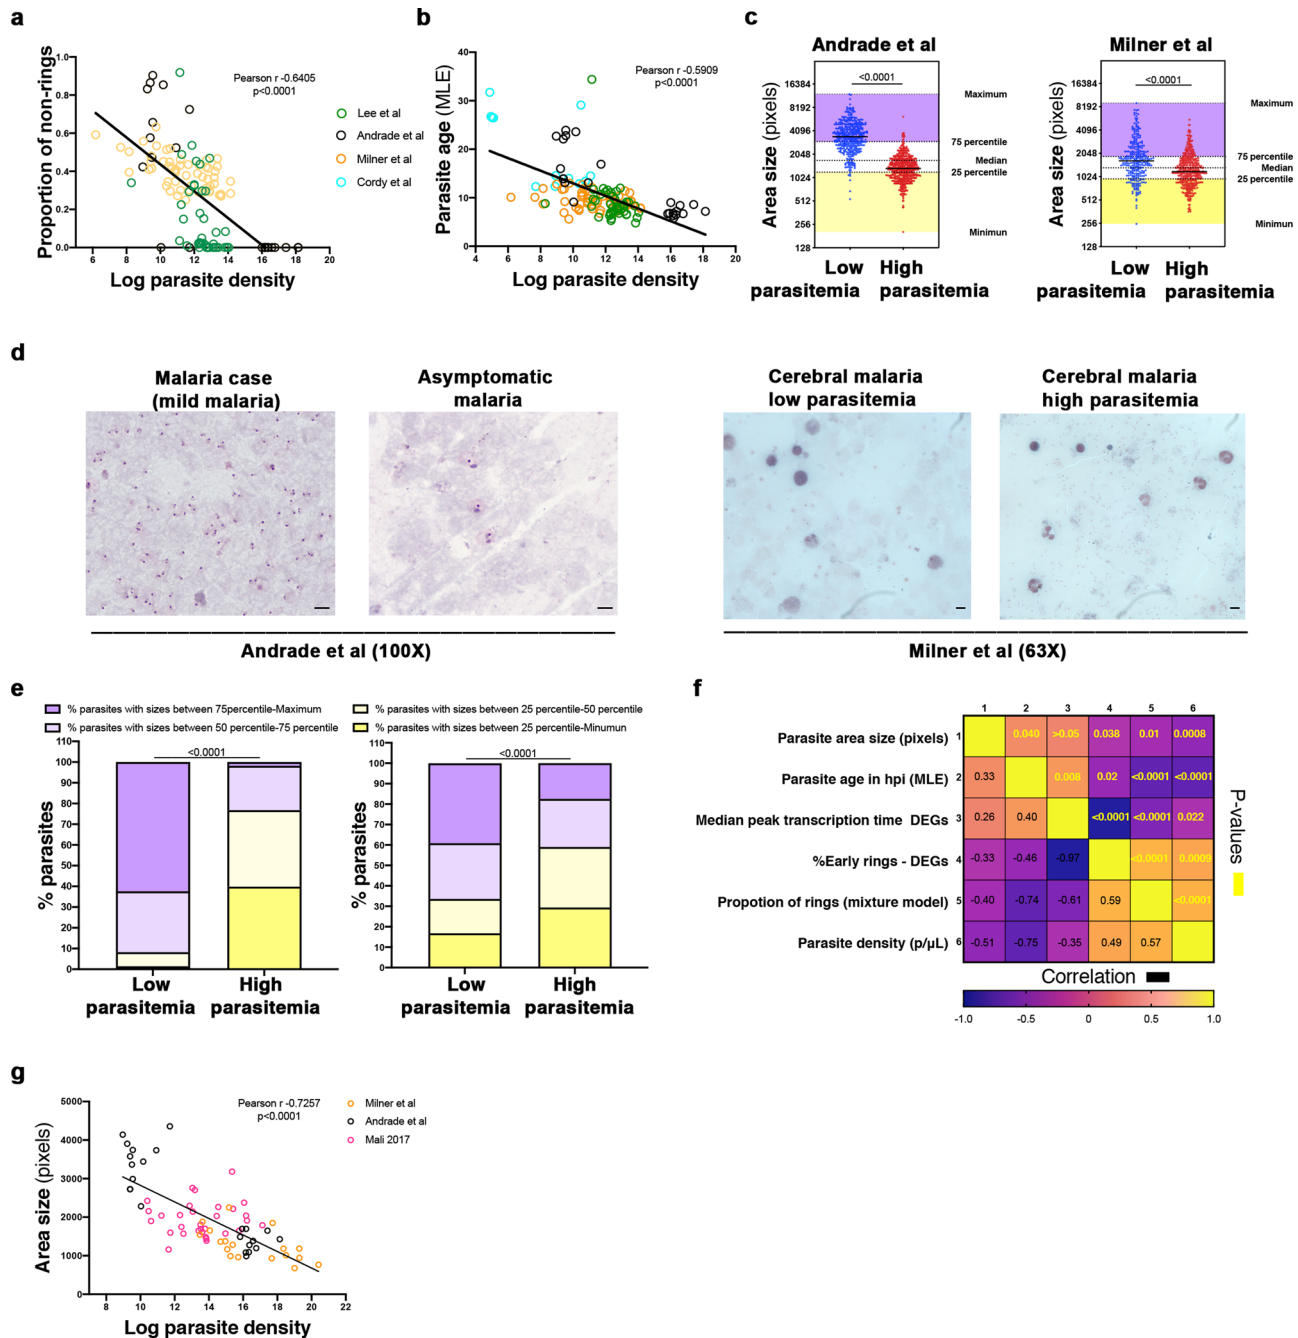 a
Proportion of non-rings
1.0
0.8
0.6
0.4
0.2
0.0
6 8 10 12 14 16 18 20
Log parasite density
Pearson r -0.6405
p<0.0001
Lee et al
Andrade et al
Milner et al
Cordy et al
b
Parasite age (MLE)
40
30
20
10
0
4 6 8 10 12 14 16 18 20
Log parasite density
Pearson r -0.5909
p<0.0001
c
Andrade et al
Area size (pixels)
16384
8192
4096
2048
1024
512
256
128
<0.0001
Maximum
75 percentile
Median
25 percentile
Minimun
Low parasitemia
High parasitemia
Milner et al
Area size (pixels)
16384
8192
4096
2048
1024
512
256
128
<0.0001
Maximum
75 percentile
Median
25 percentile
Minimun
Low parasitemia
High parasitemia
d
Malaria case
(mild malaria)
Asymptomatic
malaria
Cerebral malaria
low parasitemia
Cerebral malaria
high parasitemia
Andrade et al (100X)
Milner et al (63X)
e
% parasites with sizes between 75percentile-Maximum
% parasites with sizes between 50 percentile-75 percentile
% parasites with sizes between 25 percentile-50 percentile
% parasites with sizes between 25 percentile-Minumun
% parasites
110
100
90
80
70
60
50
40
30
20
10
0
<0.0001
Low parasitemia
High parasitemia
% parasites
110
100
90
80
70
60
50
40
30
20
10
0
<0.0001
Low parasitemia
High parasitemia
f
1 2 3 4 5 6
Parasite area size (pixels) 1 0.040 >0.05 0.038 0.01 0.0008
Parasite age in hpi (MLE) 2 0.33 0.008 0.02 <0.0001 <0.0001
Median peak transcription time DEGs 3 0.26 0.40 <0.0001 <0.0001 0.022
%Early rings - DEGs 4 -0.33 -0.46 -0.97 <0.0001 0.0009
Propotion of rings (mixture model) 5 -0.40 -0.74 -0.61 0.59 <0.0001
Parasite density (p/µL) 6 -0.51 -0.75 -0.35 0.49 0.57
P-values
Correlation
-1.0 -0.5 0 0.5 1.0
g
Area size (pixels)
5000
4000
3000
2000
1000
0
8 10 12 14 16 18 20 22
Log parasite density
Pearson r -0.7257
p<0.0001
Milner et al
Andrade et al
Mali 2017